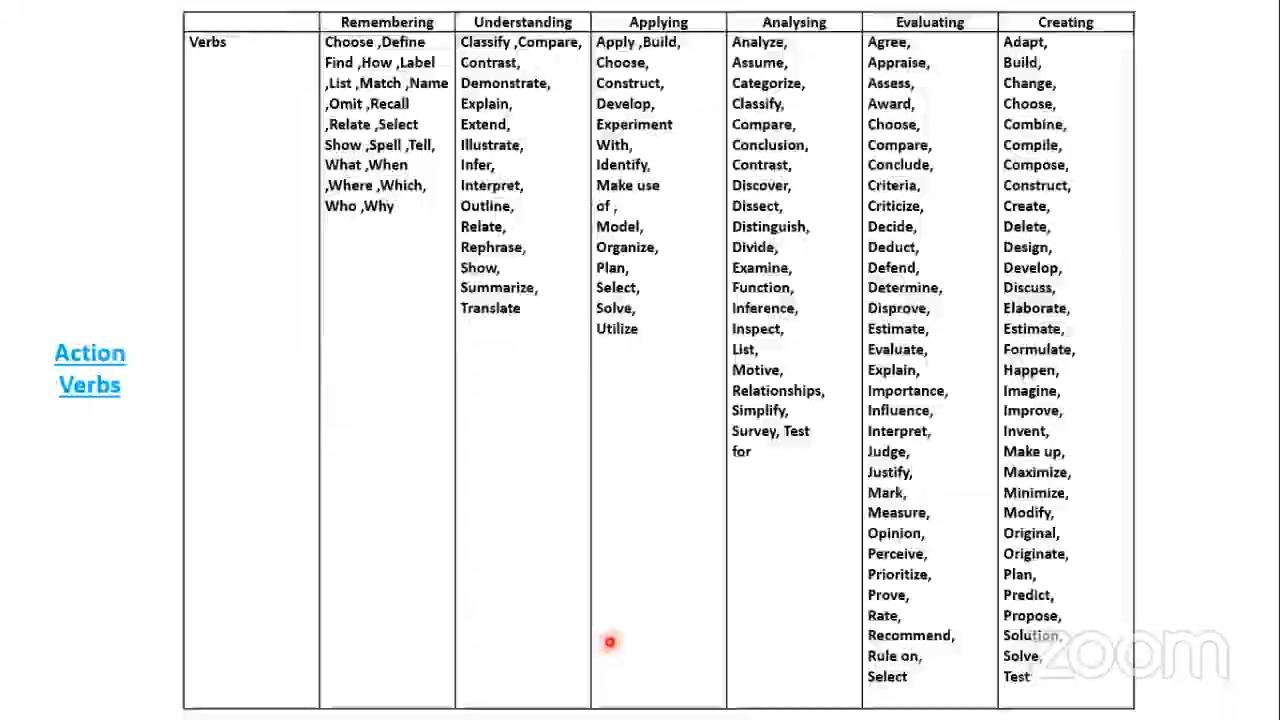 Remembering Understanding Applying Analysing Evaluating Creating
Verbs
Choose ,Define
Find ,How ,Label
,List ,Match ,Name
,Omit ,Recall
,Relate ,Select
Show ,Spell ,Tell,
What ,When
,Where ,Which,
Who ,Why
Classify ,Compare,
Contrast,
Demonstrate,
Explain,
Extend,
Illustrate,
Infer,
Interpret,
Outline,
Relate,
Rephrase,
Show,
Summarize,
Translate
Apply ,Build,
Choose,
Construct,
Develop,
Experiment
With,
Identify,
Make use
of ,
Model,
Organize,
Plan,
Select,
Solve,
Utilize
Analyze,
Assume,
Categorize,
Classify,
Compare,
Conclusion,
Contrast,
Discover,
Dissect,
Distinguish,
Divide,
Examine,
Function,
Inference,
Inspect,
List,
Motive,
Relationships,
Simplify,
Survey, Test
for
Agree,
Appraise,
Assess,
Award,
Choose,
Compare,
Conclude,
Criteria,
Criticize,
Decide,
Deduct,
Defend,
Determine,
Disprove,
Estimate,
Evaluate,
Explain,
Importance,
Influence,
Interpret,
Judge,
Justify,
Mark,
Measure,
Opinion,
Perceive,
Prioritize,
Prove,
Rate,
Recommend,
Rule on,
Select
Adapt,
Build,
Change,
Choose,
Combine,
Compile,
Compose,
Construct,
Create,
Delete,
Design,
Develop,
Discuss,
Elaborate,
Estimate,
Formulate,
Happen,
Imagine,
Improve,
Invent,
Make up,
Maximize,
Minimize,
Modify,
Original,
Originate,
Plan,
Predict,
Propose,
Solution,
Solve,
Test
Action
Verbs
zoom